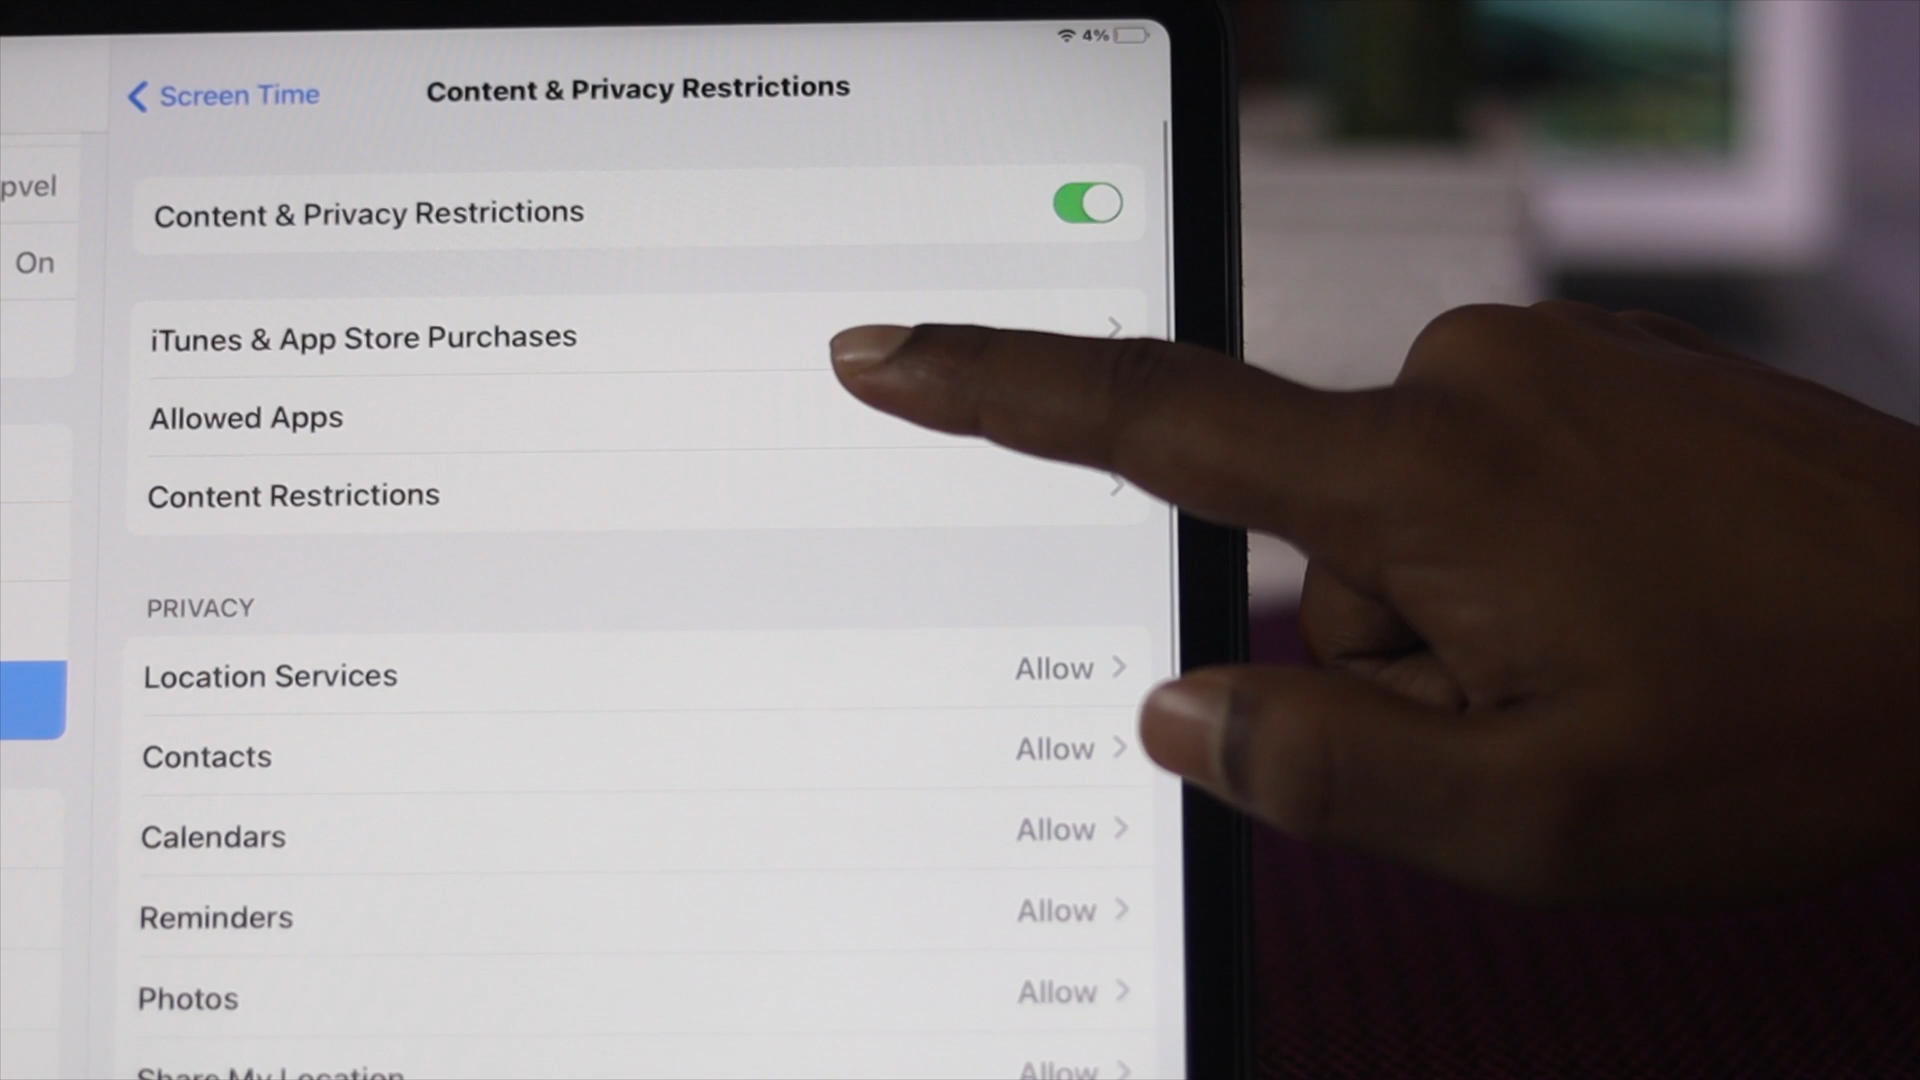 4%
Screen Time
Content & Privacy Restrictions
pvel
On
Content & Privacy Restrictions
iTunes & App Store Purchases
Allowed Apps
Content Restrictions
PRIVACY
Location Services Allow
Contacts Allow
Calendars Allow
Reminders Allow
Photos Allow
Share My Location Allow